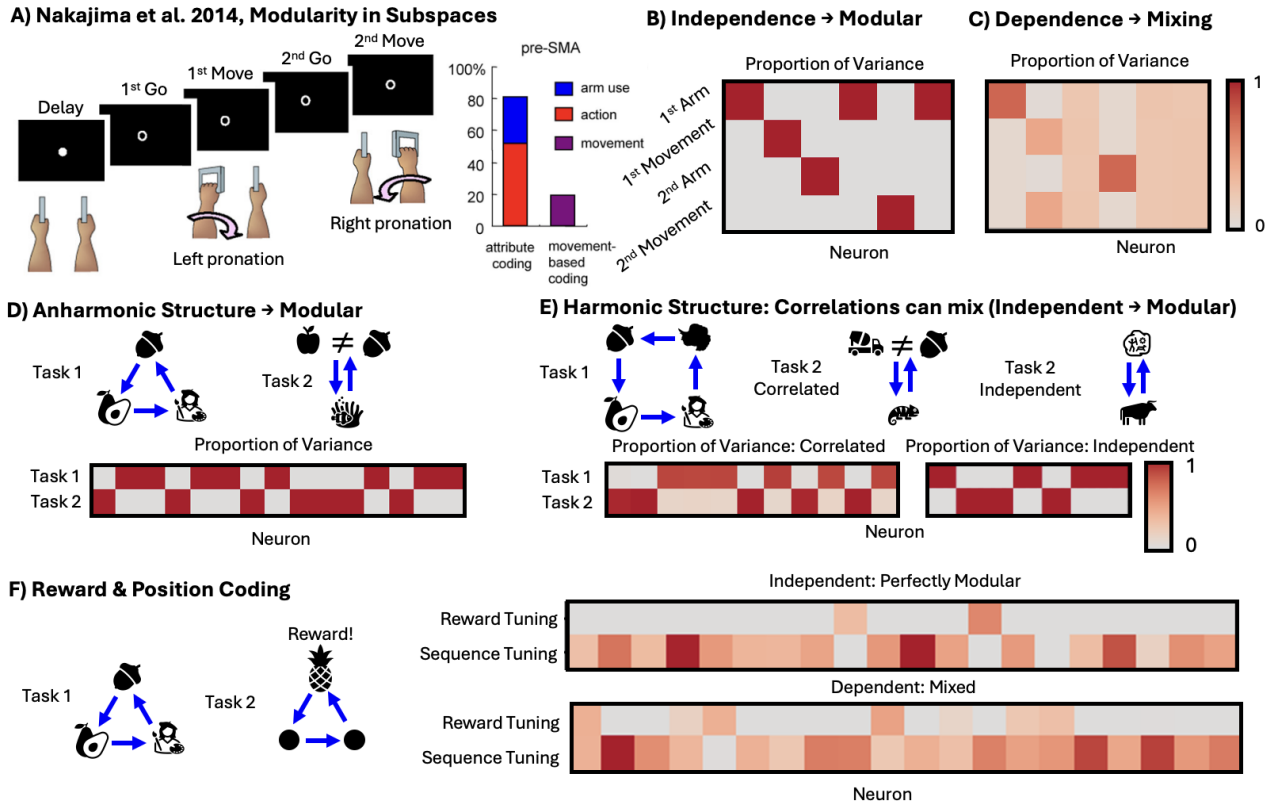 A) Nakajima et al. 2014, Modularity in Subspaces
Delay
1st Go
1st Move
2nd Go
2nd Move
Left pronation
Right pronation
pre-SMA
100%
80
60
40
20
0
arm use
action
movement
attribute
coding
movement-
based
coding
B) Independence → Modular
Proportion of Variance
1st Arm
1st Movement
2nd Arm
2nd Movement
Neuron
C) Dependence → Mixing
Proportion of Variance
Neuron
1
0
D) Anharmonic Structure → Modular
Task 1
Task 2
≠
Proportion of Variance
Task 1
Task 2
Neuron
E) Harmonic Structure: Correlations can mix (Independent → Modular)
Task 1
Task 2
Correlated
≠
Task 2
Independent
Proportion of Variance: Correlated
Proportion of Variance: Independent
Task 1
Task 2
Neuron
1
0
F) Reward & Position Coding
Task 1
Task 2
Reward!
Independent: Perfectly Modular
Reward Tuning
Sequence Tuning
Dependent: Mixed
Reward Tuning
Sequence Tuning
Neuron